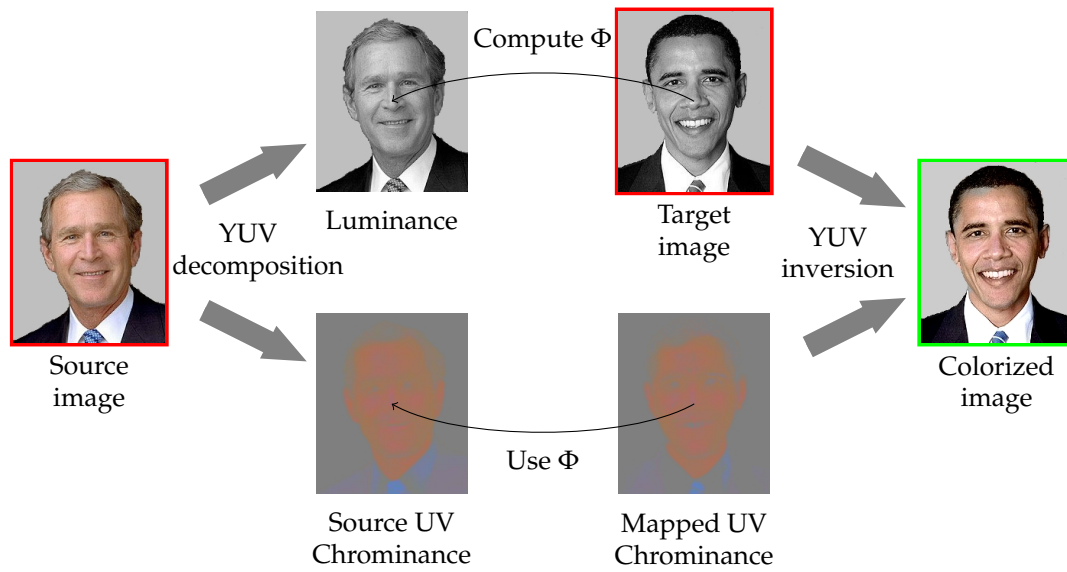 Compute Φ
Luminance
Target
image
YUV
decomposition
YUV
inversion
Source
image
Colorized
image
Use Φ
Source UV
Chrominance
Mapped UV
Chrominance